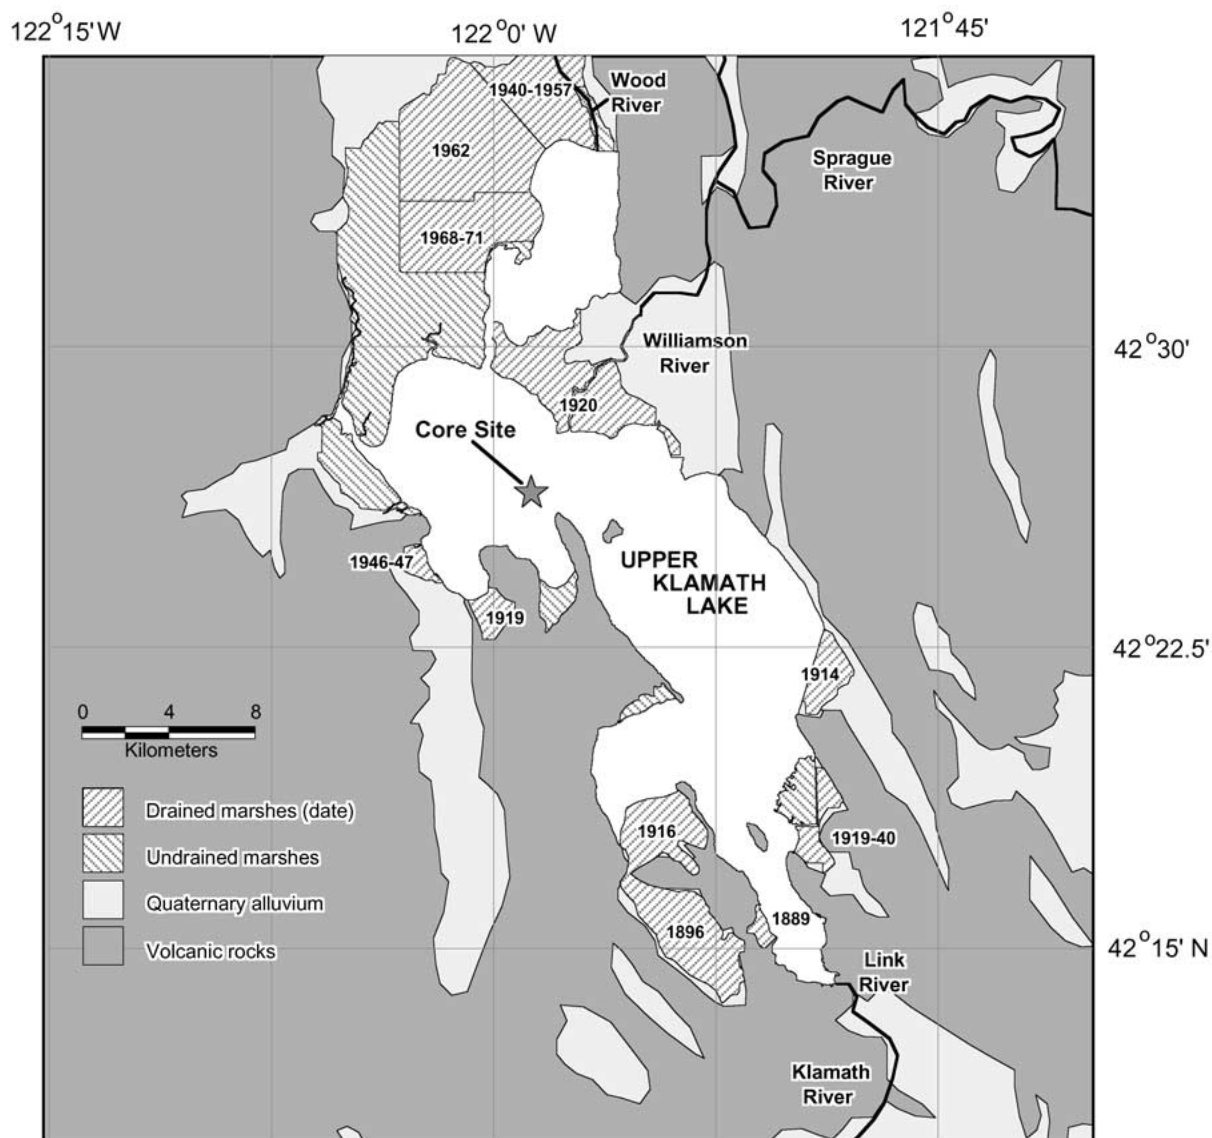 122°15' W
122°0' W
121°45'
Wood
River
1940-1957
1962
Sprague
River
1968-71
Williamson
River
42°30'
1920
Core Site
1946-47
UPPER
KLAMATH
LAKE
1919
42°22.5'
1914
0 4 8
Kilometers
Drained marshes (date)
1916
1919-40
Undrained marshes
Quaternary alluvium
1889
1896
Volcanic rocks
42°15' N
Link
River
Klamath
River